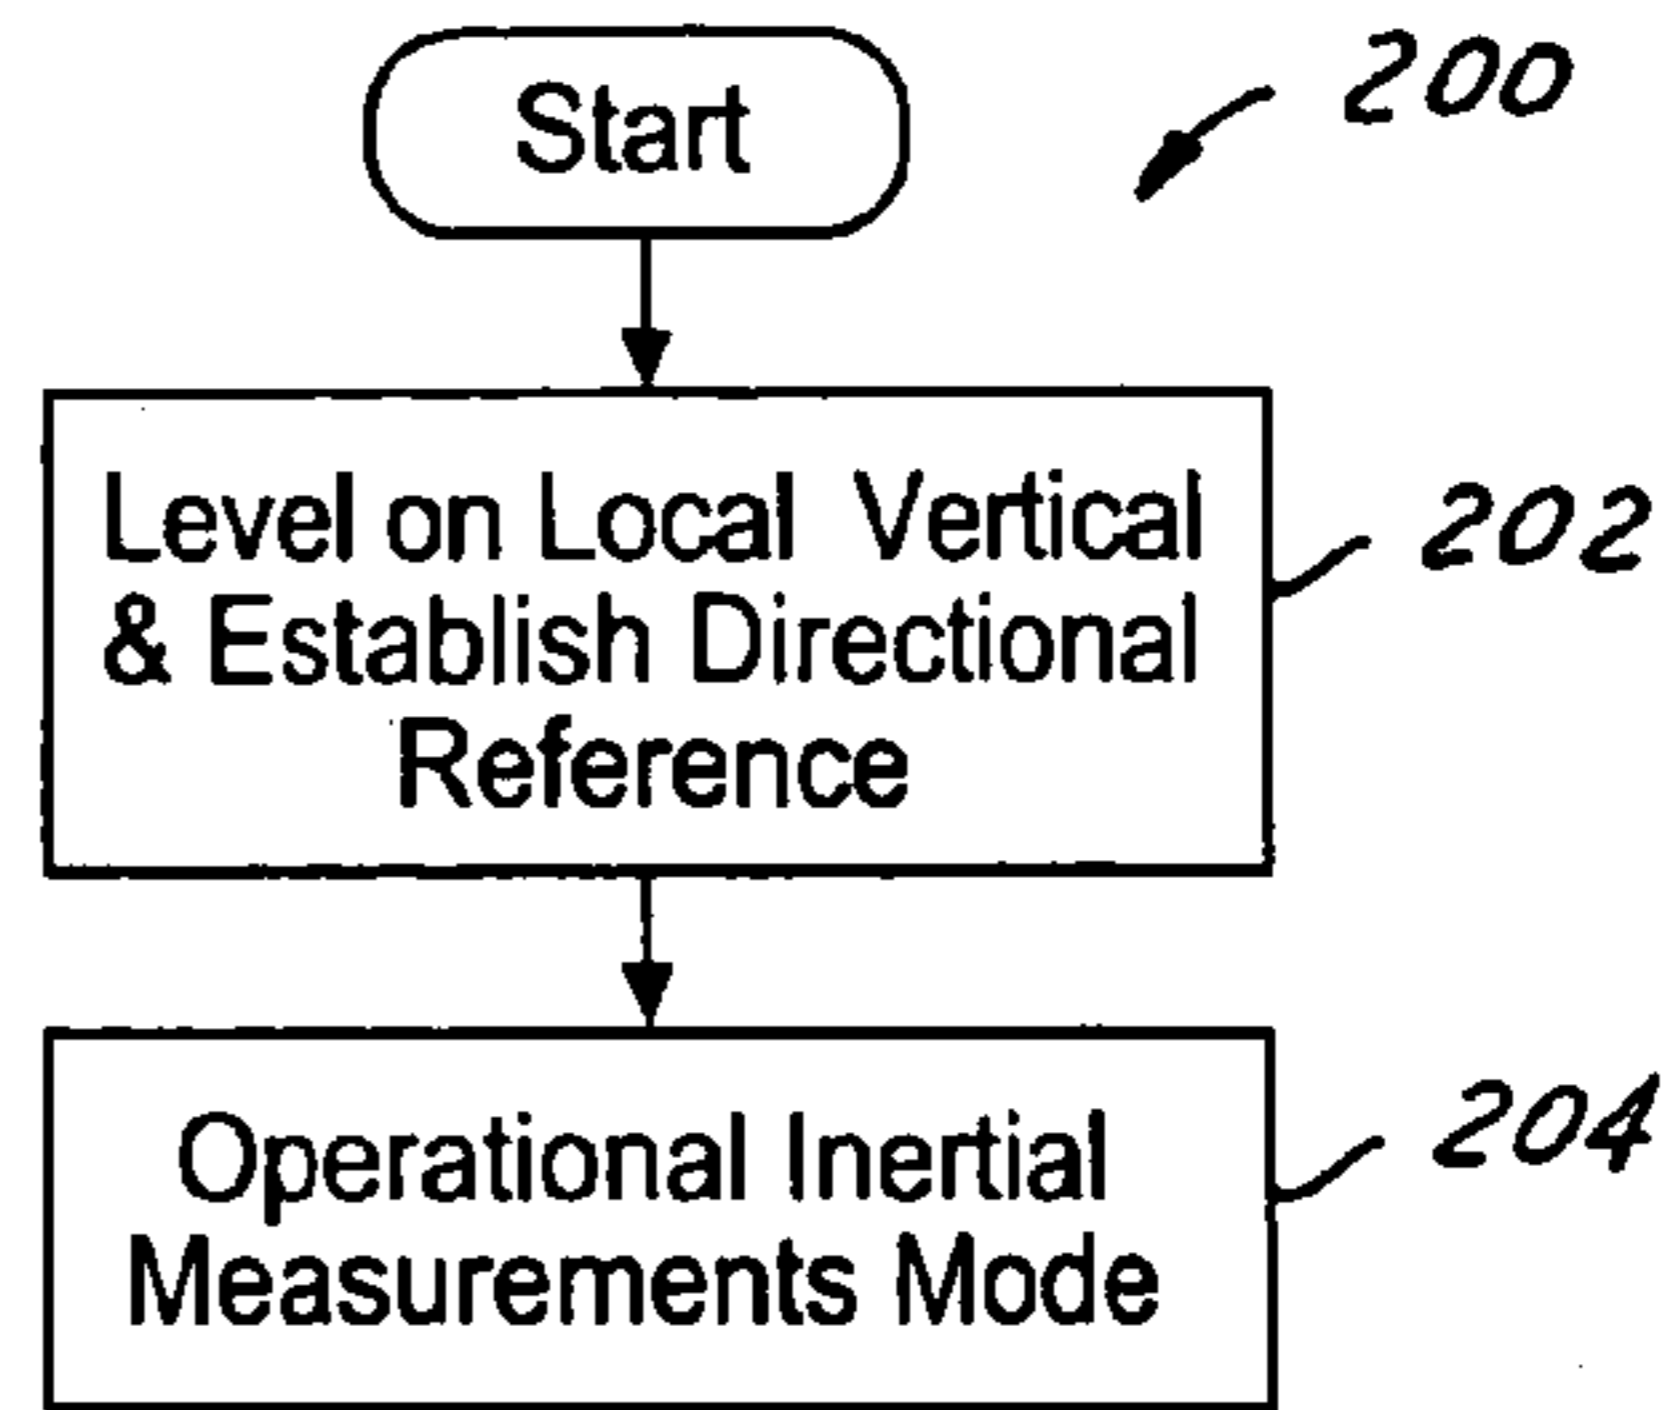 Start
200
Level on Local Vertical
& Establish Directional
Reference
202
Operational Inertial
Measurements Mode
204